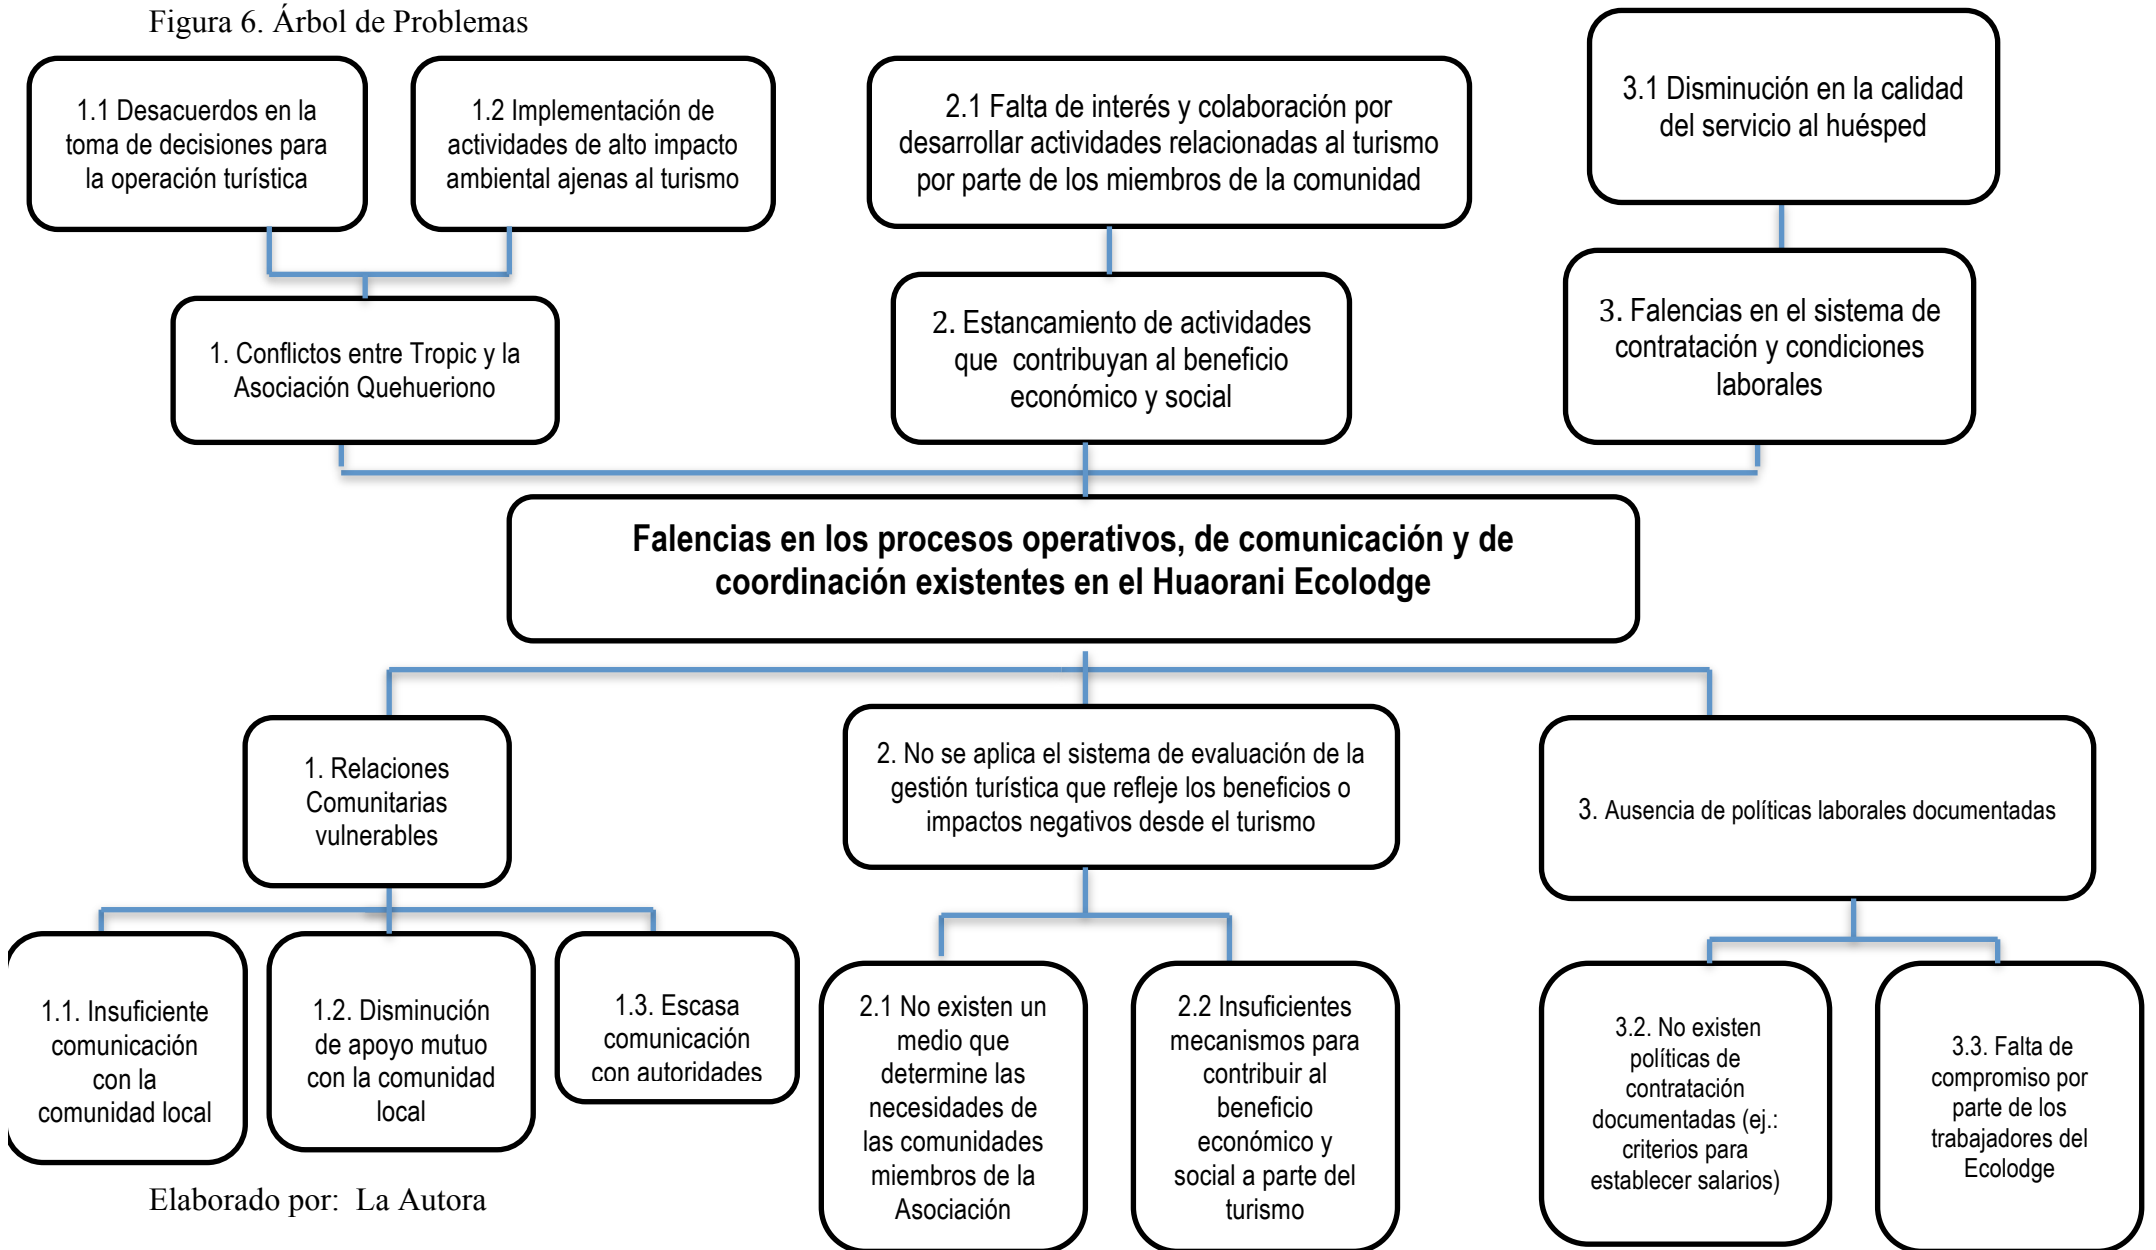 Figura 6. Árbol de Problemas
1.1 Desacuerdos en la
toma de decisiones para
la operación turística
1.2 Implementación de
actividades de alto impacto
ambiental ajenas al turismo
2.1 Falta de interés y colaboración por
desarrollar actividades relacionadas al turismo
por parte de los miembros de la comunidad
3.1 Disminución en la calidad
del servicio al huésped
1. Conflictos entre Tropic y la
Asociación Quehueriono
2. Estancamiento de actividades
que contribuyan al beneficio
económico y social
3. Falencias en el sistema de
contratación y condiciones
laborales
Falencias en los procesos operativos, de comunicación y de
coordinación existentes en el Huaorani Ecolodge
1. Relaciones
Comunitarias
vulnerables
2. No se aplica el sistema de evaluación de la
gestión turística que refleje los beneficios o
impactos negativos desde el turismo
3. Ausencia de políticas laborales documentadas
1.1. Insuficiente
comunicación
con la
comunidad local
1.2. Disminución
de apoyo mutuo
con la comunidad
local
1.3. Escasa
comunicación
con autoridades
2.1 No existen un
medio que
determine las
necesidades de
las comunidades
miembros de la
Asociación
2.2 Insuficientes
mecanismos para
contribuir al
beneficio
económico y
social a parte del
turismo
3.2. No existen
políticas de
contratación
documentadas (ej.:
criterios para
establecer salarios)
3.3. Falta de
compromiso por
parte de los
trabajadores del
Ecolodge
Elaborado por: La Autora